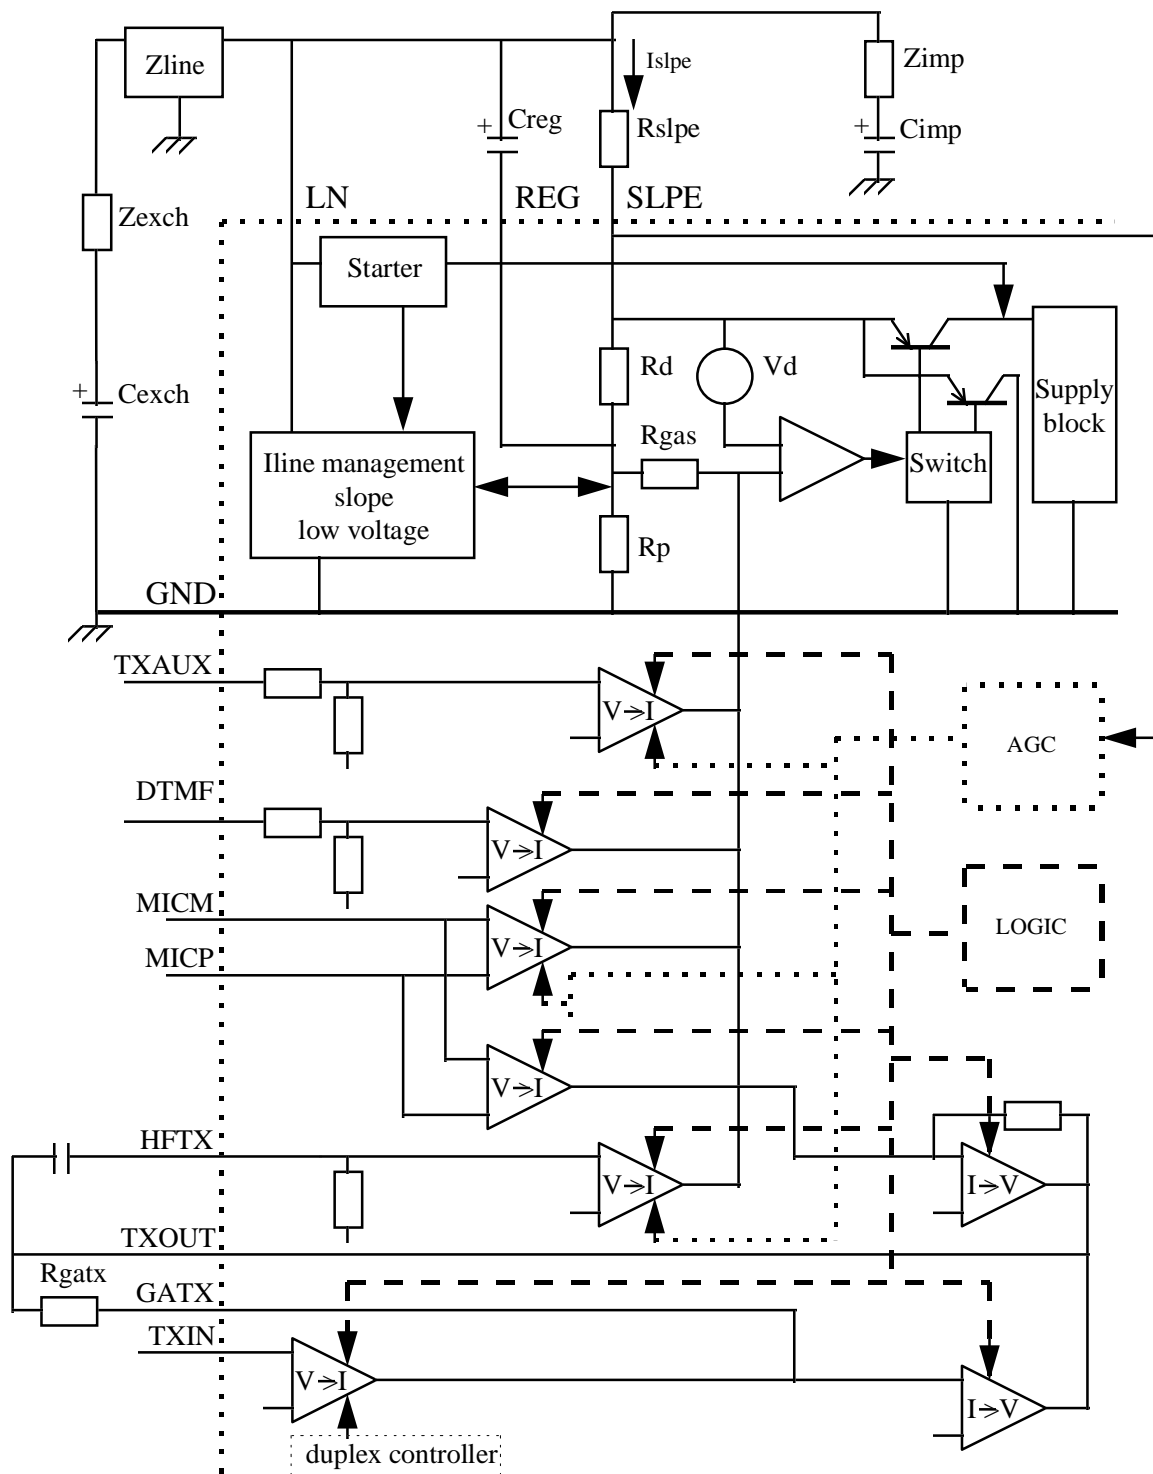 Zline
Islpe
Zimp
+
Creg
Rslpe
+
Cimp
LN
REG
SLPE
Zexch
Starter
+
Cexch
Rd
Vd
Supply
block
Rgas
Iline management
slope
low voltage
Switch
Rp
GND
TXAUX
V->I
AGC
DTMF
V->I
MICM
LOGIC
V->I
MICP
V->I
HFTX
V->I
I->V
TXOUT
Rgatx
GATX
TXIN
V->I
I->V
duplex controller